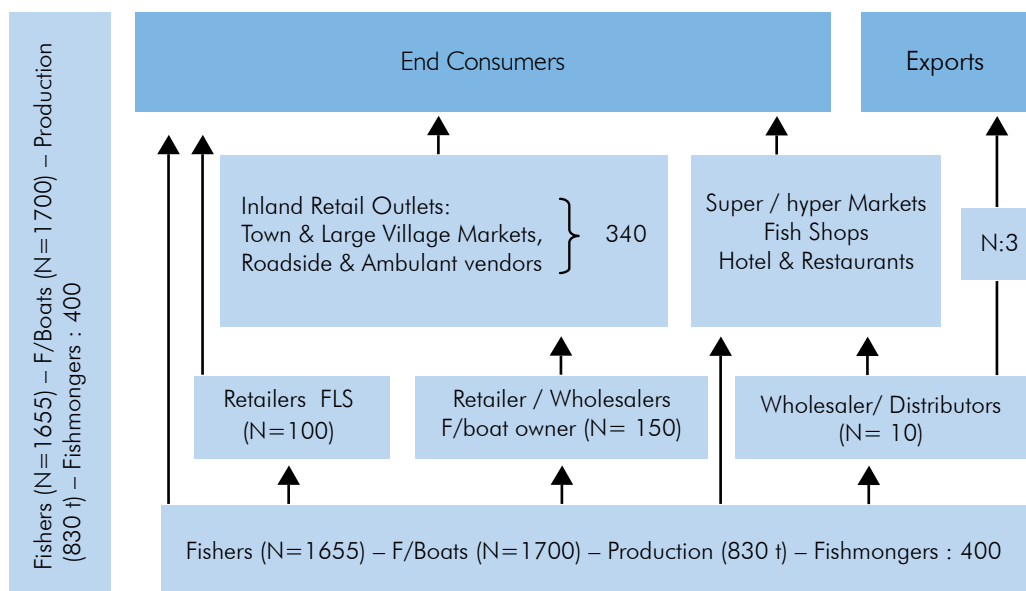 Fishers (N=1655) – F/Boats (N=1700) – Production
(830 t) – Fishmongers : 400
End Consumers
Exports
Inland Retail Outlets:
Town & Large Village Markets,
Roadside & Ambulant vendors
340
Super / hyper Markets
Fish Shops
Hotel & Restaurants
N:3
Retailers FLS
(N=100)
Retailer / Wholesalers
F/boat owner (N= 150)
Wholesaler/ Distributors
(N= 10)
Fishers (N=1655) – F/Boats (N=1700) – Production (830 t) – Fishmongers : 400